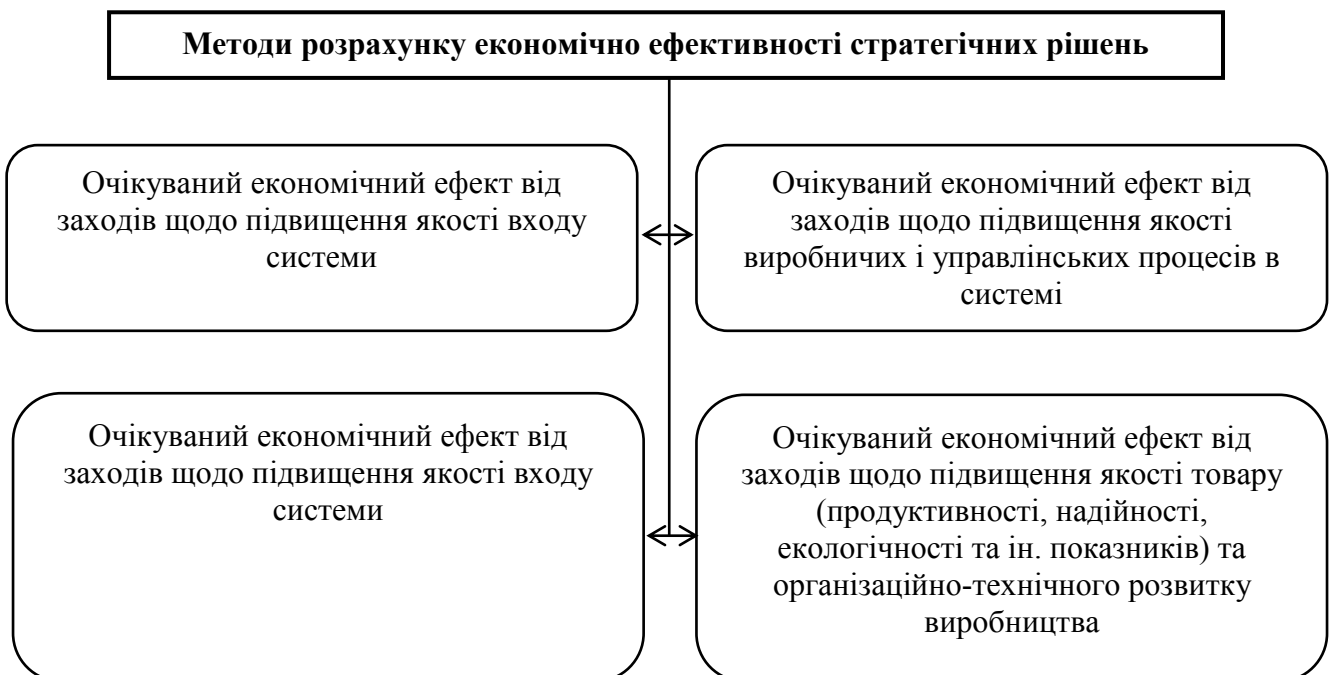 Методи розрахунку економічно ефективності стратегічних рішень
Очікуваний економічний ефект від
заходів щодо підвищення якості входу
системи
Очікуваний економічний ефект від
заходів щодо підвищення якості
виробничих і управлінських процесів в
системі
Очікуваний економічний ефект від
заходів щодо підвищення якості входу
системи
Очікуваний економічний ефект від
заходів щодо підвищення якості товару
(продуктивності, надійності,
екологічності та ін. показників) та
організаційно-технічного розвитку
виробництва